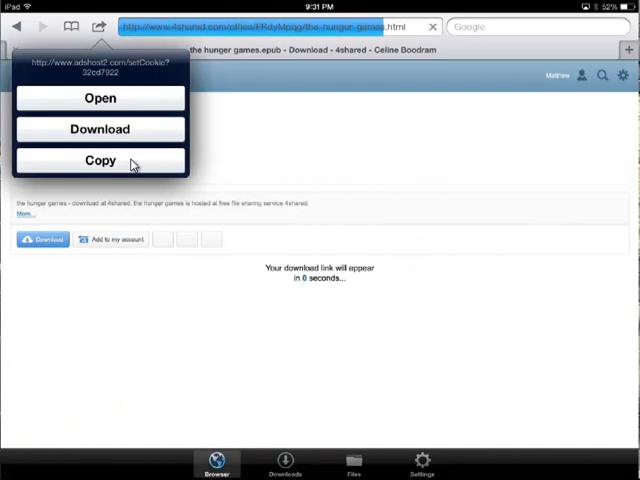 iPad
9:31 PM
52%
http://www.4shared.com/office/FRdyMpqg/the_hunger-games.html
Google
the hunger games.epub - Download - 4shared - Celine Boodram
http://www.adshost2.com/setCookie?
32cd7922
Matthew
Open
Download
Copy
the hunger games - download at 4shared. the hunger games is hosted at free file sharing service 4shared.
More...
Download
Add to my account
Your download link will appear
in 0 seconds...
Browser
Downloads
Files
Settings